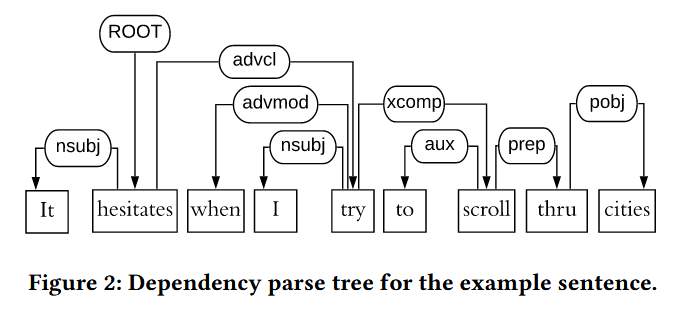 ROOT
advcl
advmod xcomp pobj
nsubj nsubj aux prep
It hesitates when I try to scroll thru cities
Figure 2: Dependency parse tree for the example sentence.